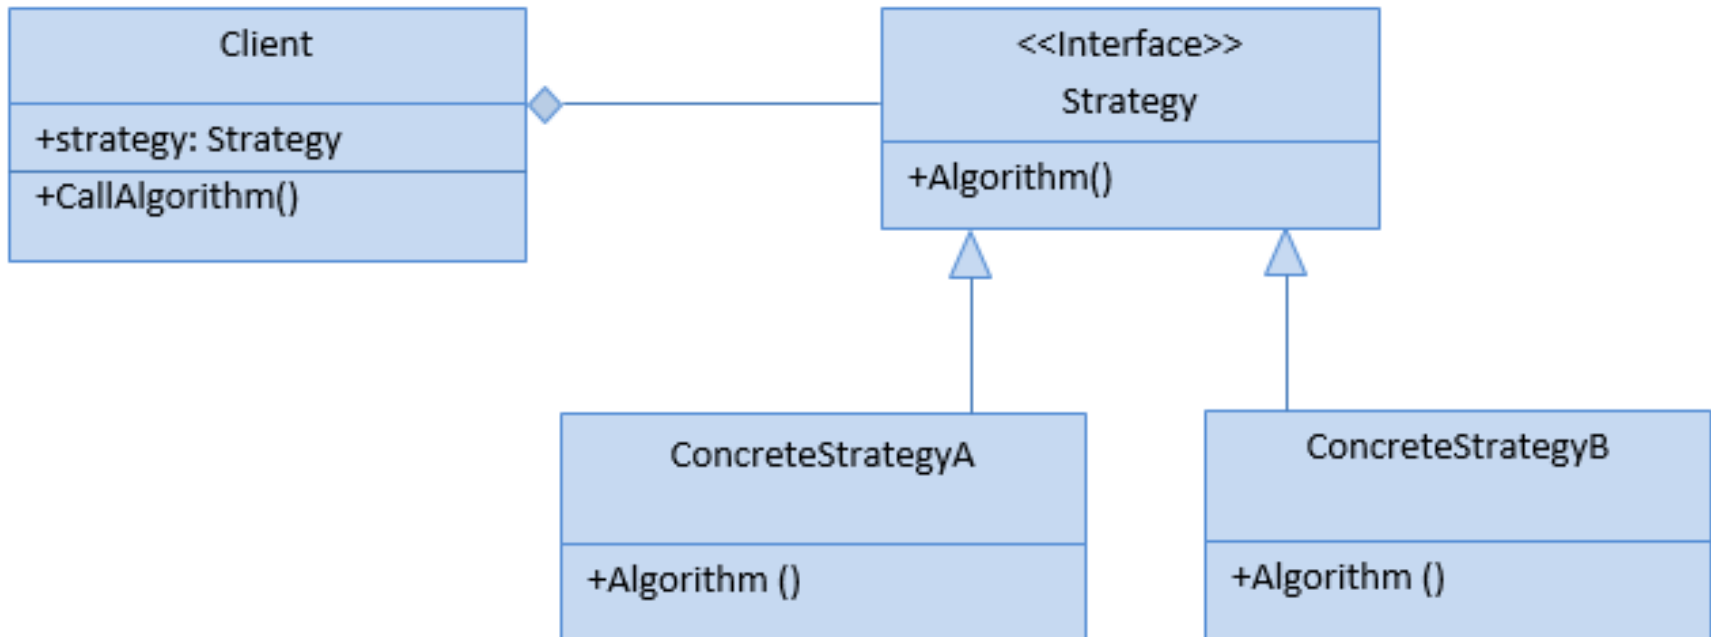 Client
+strategy: Strategy
+CallAlgorithm()
<<Interface>>
Strategy
+Algorithm()
ConcreteStrategyA
+Algorithm ()
ConcreteStrategyB
+Algorithm ()